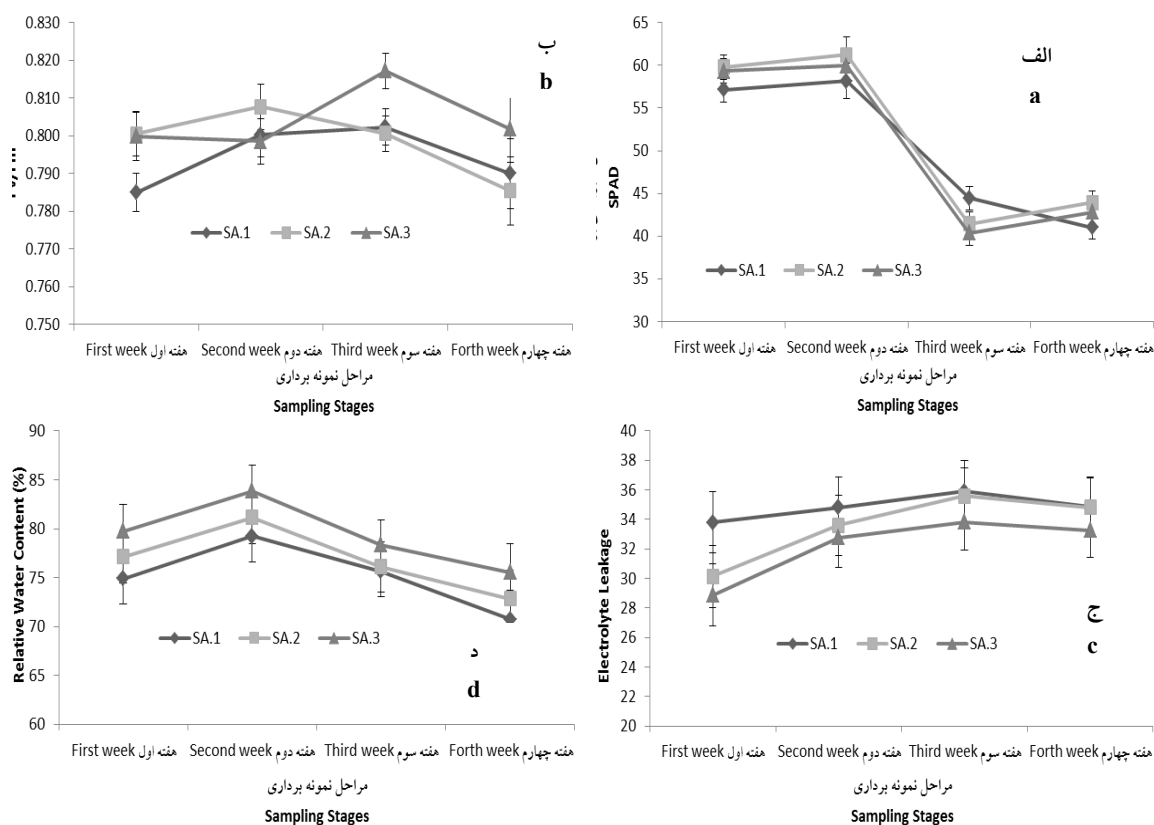 0.830
0.820
0.810
0.800
0.790
0.780
0.770
0.760
0.750
ب
b
SA.1 SA.2 SA.3
First week هفته اول Second week هفته دوم Third week هفته سوم Forth week هفته چهارم
مراحل نمونه برداری
Sampling Stages
65
60
55
50
45
40
35
30
SPAD
الف
a
SA.1 SA.2 SA.3
First week هفته اول Second week هفته دوم Third week هفته سوم Forth week هفته چهارم
مراحل نمونه برداری
Sampling Stages
Relative Water Content (%)
90
85
80
75
70
65
60
SA.1 SA.2 SA.3
د
d
First week هفته اول Second week هفته دوم Third week هفته سوم Forth week هفته چهارم
مراحل نمونه برداری
Sampling Stages
Electrolyte Leakage
40
38
36
34
32
30
28
26
24
22
20
ج
c
SA.1 SA.2 SA.3
First week هفته اول Second week هفته دوم Third week هفته سوم Forth week هفته چهارم
مراحل نمونه برداری
Sampling Stages